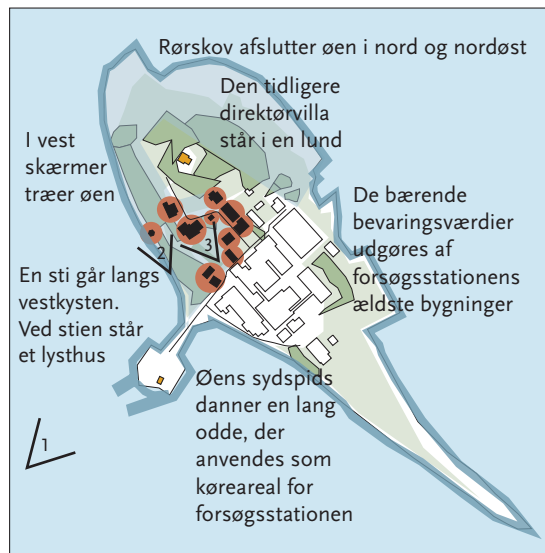 Rørskov afslutter øen i nord og nordøst
Den tidligere
direktørvilla
står i en lund
I vest
skærmer
træer øen
De bærende
bevaringsværdier
udgøres af
forsøgsstationens
ældste bygninger
2
3
En sti går langs
vestkysten.
Ved stien står
et lysthus
Øens sydspids
danner en lang
odde, der
anvendes som
køreareal for
forsøgsstationen
1